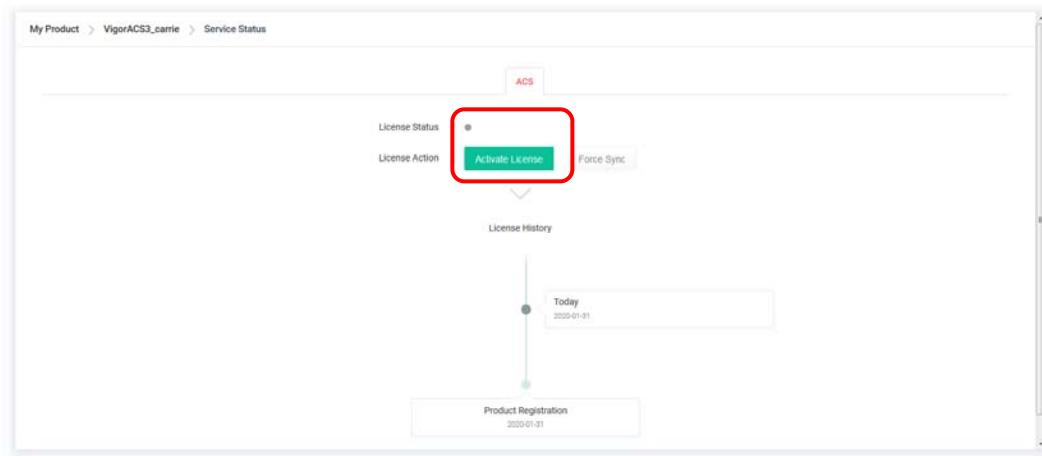 My Product > VigorACS3_carrie > Service Status
ACS
License Status
License Action Activate License Force Sync
License History
Today
2020-01-31
Product Registration
2020-01-31